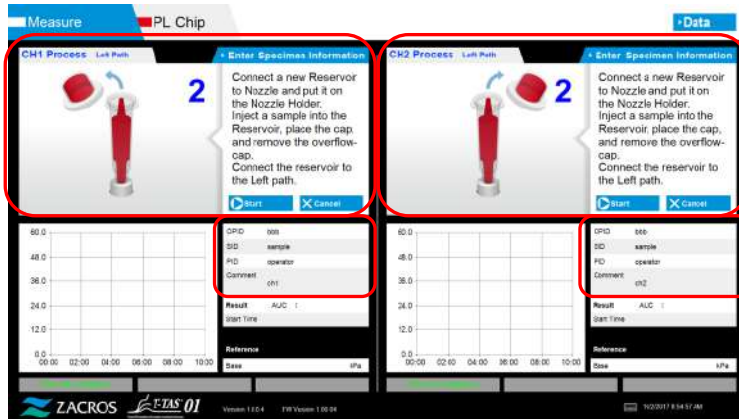 Measure
PL Chip
Data
CH1 Process Left Path
Enter Specimen Information
2
Connect a new Reservoir
to Nozzle and put it on
the Nozzle Holder.
Inject a sample into the
Reservoir, place the cap,
and remove the overflow-
cap.
Connect the reservoir to
the Left path.
Start
Cancel
CH2 Process Left Path
Enter Specimen Information
2
Connect a new Reservoir
to Nozzle and put it on
the Nozzle Holder.
Inject a sample into the
Reservoir, place the cap,
and remove the overflow-
cap.
Connect the reservoir to
the Left path.
Start
Cancel
60.0
48.0
36.0
24.0
12.0
0.0
00:00 02:00 04:00 06:00 08:00 10:00
OPID bbb
SID sample
PID operator
Comment
ch1
Result AUC :
Start Time
Reference
Base kPa
60.0
48.0
36.0
24.0
12.0
0.0
00:00 02:00 04:00 06:00 08:00 10:00
OPID bbb
SID sample
PID operator
Comment
ch2
Result AUC :
Start Time
Reference
Base kPa
ZACROS T-TAS 01